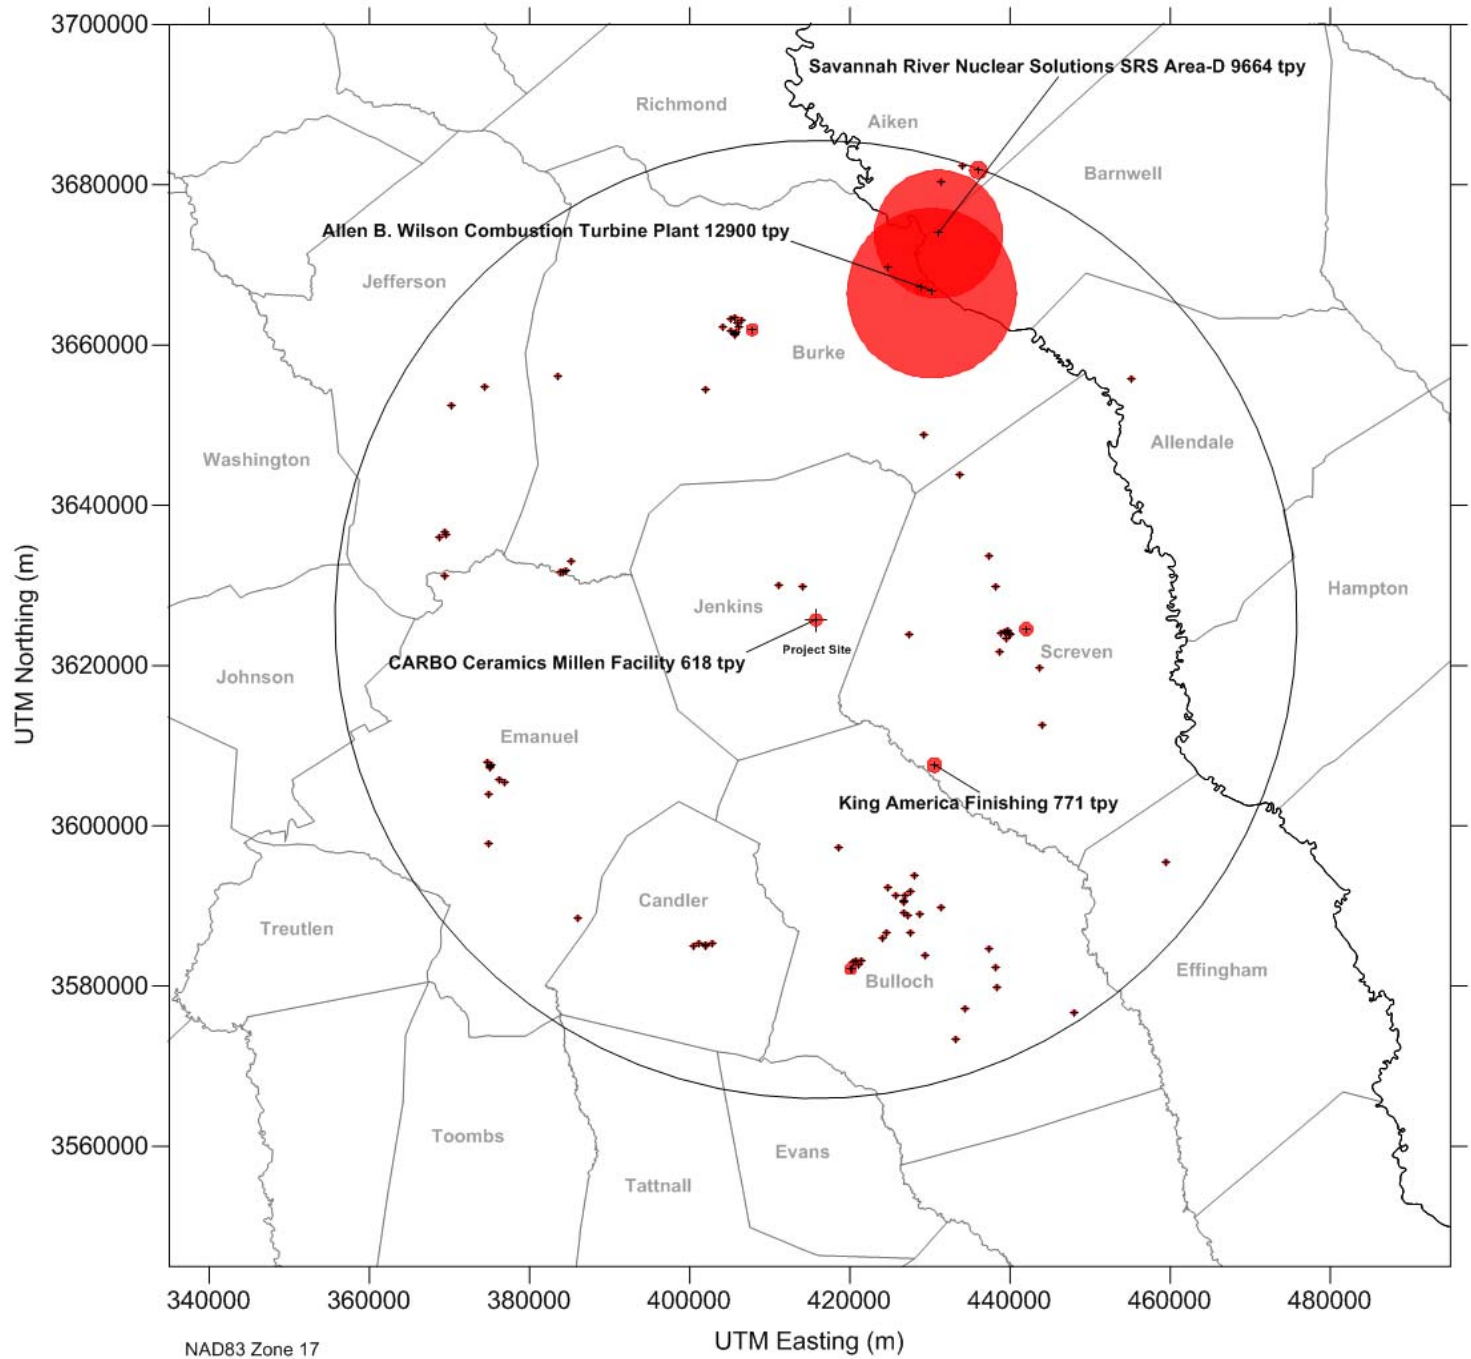 3700000
Savannah River Nuclear Solutions SRS Area-D 9664 tpy
Richmond
Aiken
Barnwell
3680000
Allen B. Wilson Combustion Turbine Plant 12900 tpy
Jefferson
3660000
Burke
Washington
Allendale
3640000
UTM Northing (m)
Hampton
Jenkins
Project Site
Screven
CARBO Ceramics Millen Facility 618 tpy
3620000
Johnson
Emanuel
King America Finishing 771 tpy
3600000
Candler
Treutlen
Effingham
Bulloch
3580000
Toombs
3560000
Evans
Tattnall
340000 360000 380000 400000 420000 440000 460000 480000
UTM Easting (m)
NAD83 Zone 17